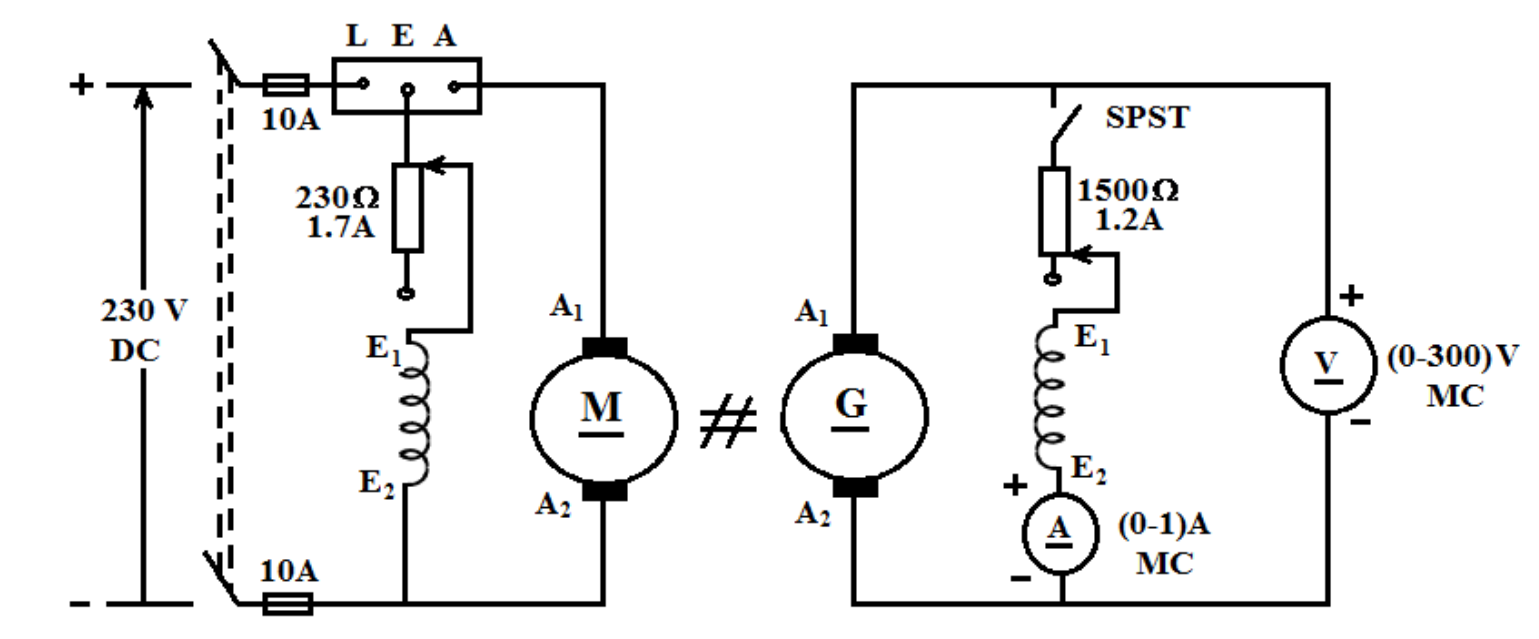 L E A
+
10A
230Ω
1.7A
230 V
DC
E1
E2
A1
M
A2
-
10A
A1
G
A2
SPST
1500Ω
1.2A
E1
E2
+
A
-
(0-1)A
MC
+
V
-
(0-300)V
MC